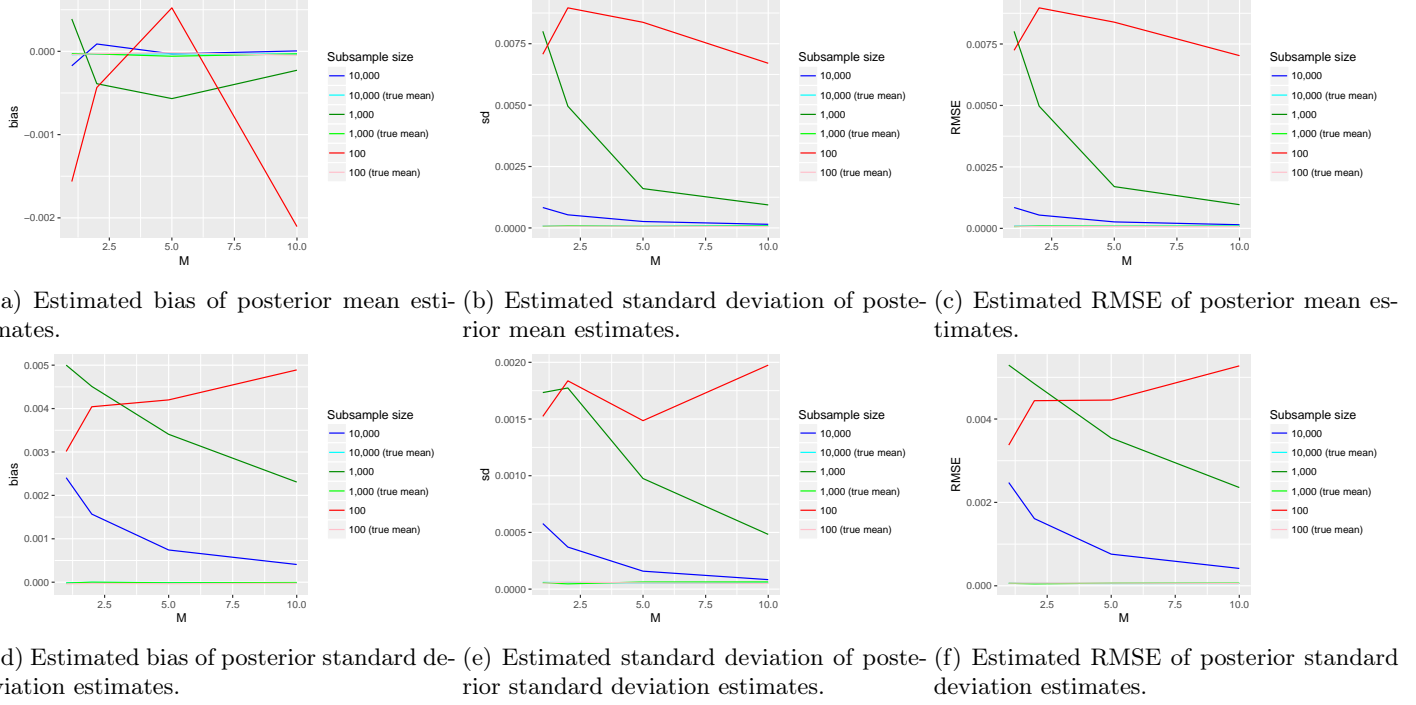 0.000
−0.001
−0.002
bias
2.5
5.0
7.5
10.0
M
Subsample size
10,000
10,000 (true mean)
1,000
1,000 (true mean)
100
100 (true mean)
0.0075
0.0050
0.0025
0.0000
sd
2.5
5.0
7.5
10.0
M
Subsample size
10,000
10,000 (true mean)
1,000
1,000 (true mean)
100
100 (true mean)
0.0075
0.0050
0.0025
0.0000
RMSE
2.5
5.0
7.5
10.0
M
Subsample size
10,000
10,000 (true mean)
1,000
1,000 (true mean)
100
100 (true mean)
a) Estimated bias of posterior mean esti-
mates.
(b) Estimated standard deviation of poste-
rior mean estimates.
(c) Estimated RMSE of posterior mean es-
timates.
0.005
0.004
0.003
0.002
0.001
0.000
bias
2.5
5.0
7.5
10.0
M
Subsample size
10,000
10,000 (true mean)
1,000
1,000 (true mean)
100
100 (true mean)
0.0020
0.0015
0.0010
0.0005
0.0000
sd
2.5
5.0
7.5
10.0
M
Subsample size
10,000
10,000 (true mean)
1,000
1,000 (true mean)
100
100 (true mean)
0.004
0.002
0.000
RMSE
2.5
5.0
7.5
10.0
M
Subsample size
10,000
10,000 (true mean)
1,000
1,000 (true mean)
100
100 (true mean)
d) Estimated bias of posterior standard de-
viation estimates.
(e) Estimated standard deviation of poste-
rior standard deviation estimates.
(f) Estimated RMSE of posterior standard
deviation estimates.